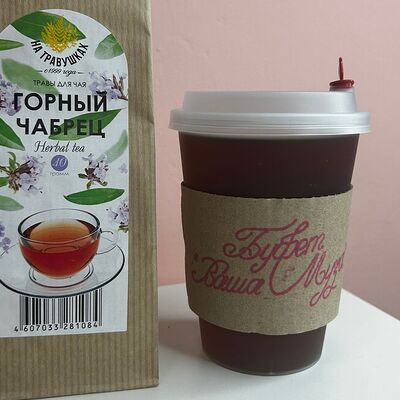 НА ТРАВУШКАХ
с 1999 года
ТРАВЫ ДЛЯ ЧАЯ
ГОРНЫЙ
ЧАБРЕЦ
Herbal tea
40
грамм
4 607033 281084
Буфет
"Ваша Муза